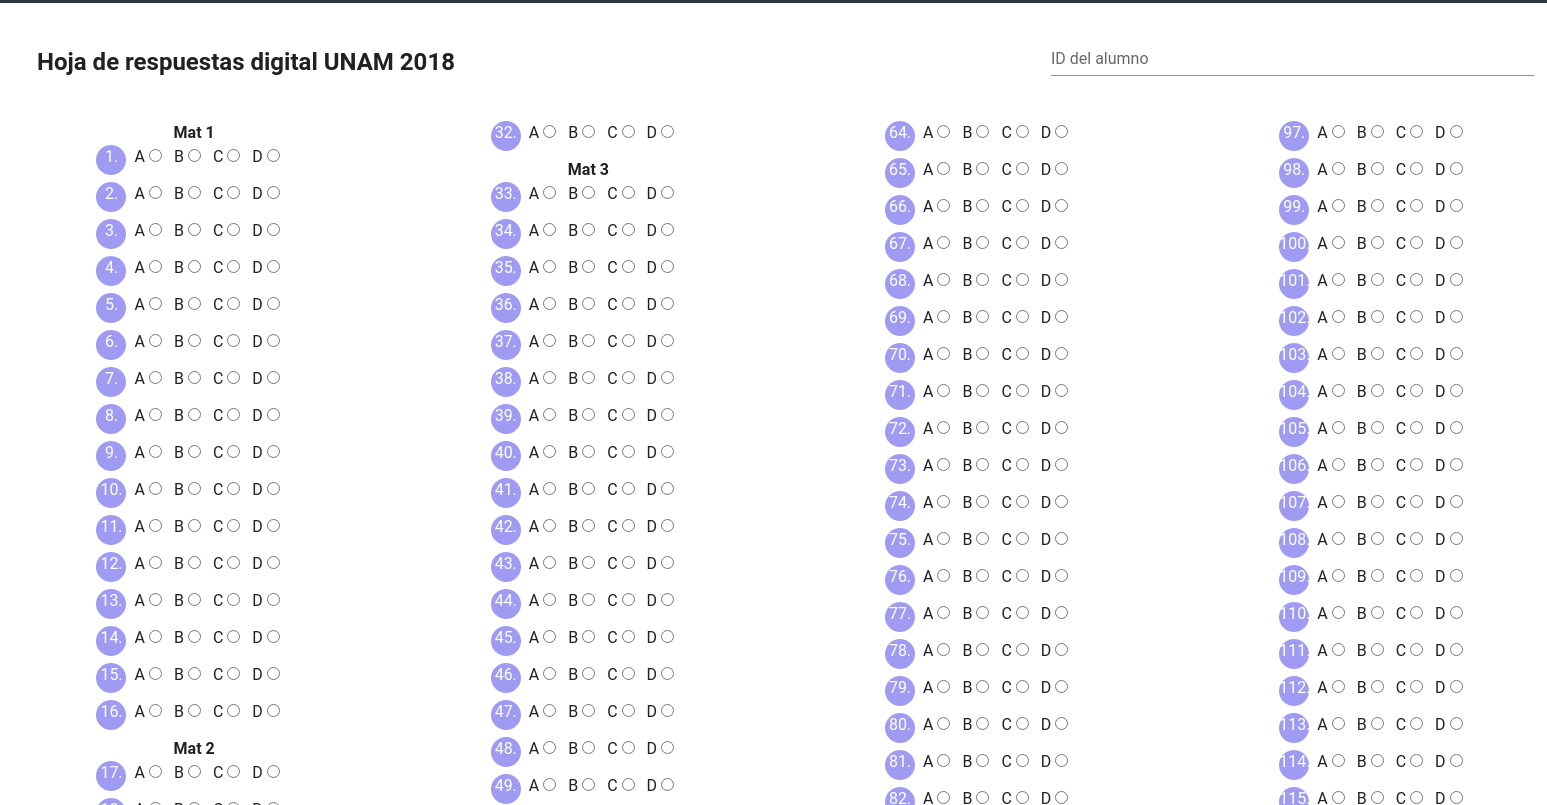 Hoja de respuestas digital UNAM 2018
ID del alumno
Mat 1
1. A B C D
2. A B C D
3. A B C D
4. A B C D
5. A B C D
6. A B C D
7. A B C D
8. A B C D
9. A B C D
10. A B C D
11. A B C D
12. A B C D
13. A B C D
14. A B C D
15. A B C D
16. A B C D
Mat 2
17. A B C D
32. A B C D
Mat 3
33. A B C D
34. A B C D
35. A B C D
36. A B C D
37. A B C D
38. A B C D
39. A B C D
40. A B C D
41. A B C D
42. A B C D
43. A B C D
44. A B C D
45. A B C D
46. A B C D
47. A B C D
48. A B C D
49. A B C D
64. A B C D
65. A B C D
66. A B C D
67. A B C D
68. A B C D
69. A B C D
70. A B C D
71. A B C D
72. A B C D
73. A B C D
74. A B C D
75. A B C D
76. A B C D
77. A B C D
78. A B C D
79. A B C D
80. A B C D
81. A B C D
82. A B C D
97. A B C D
98. A B C D
99. A B C D
100. A B C D
101. A B C D
102. A B C D
103. A B C D
104. A B C D
105. A B C D
106. A B C D
107. A B C D
108. A B C D
109. A B C D
110. A B C D
111. A B C D
112. A B C D
113. A B C D
114. A B C D
115. A B C D